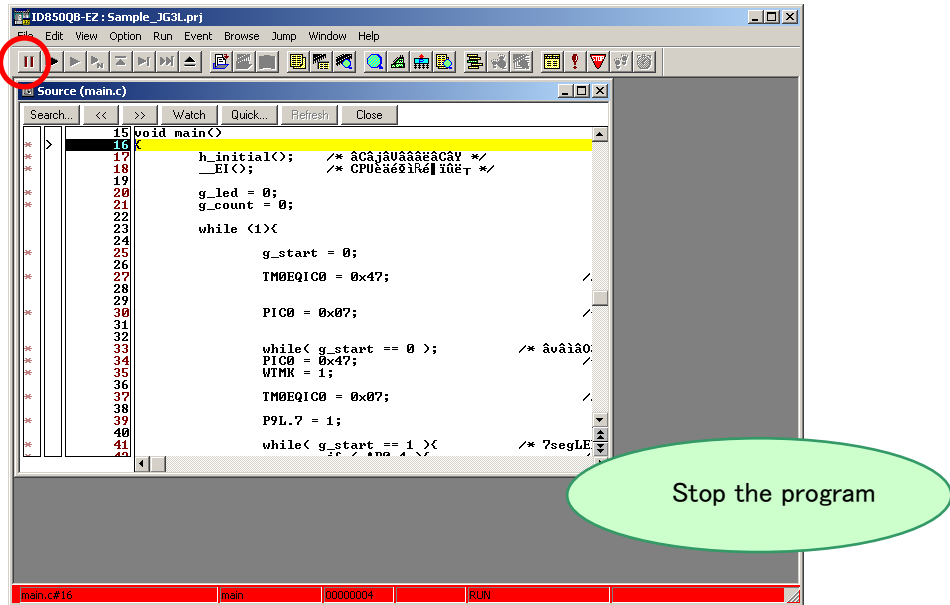 ID850QB-EZ : Sample_JG3L.prj
File Edit View Option Run Event Browse Jump Window Help
Source (main.c)
Search... << >> Watch Quick... Refresh Close
15 void main()
16 {
17 h_initial(); /* */
18 __EI(); /* */
19
20 g_led = 0;
21 g_count = 0;
22
23 while (1){
24
25 g_start = 0;
26
27 TM0EQIC0 = 0x47; /
28
29
30 PIC0 = 0x07; /
31
32
33 while( g_start == 0 ); /*
34 PIC0 = 0x47; /
35 WTMK = 1;
36
37 TM0EQIC0 = 0x07; /
38
39 P9L.7 = 1;
40
41 while( g_start == 1 ){ /* 7segLE
Stop the program
main.c#16 main 00000004 RUN